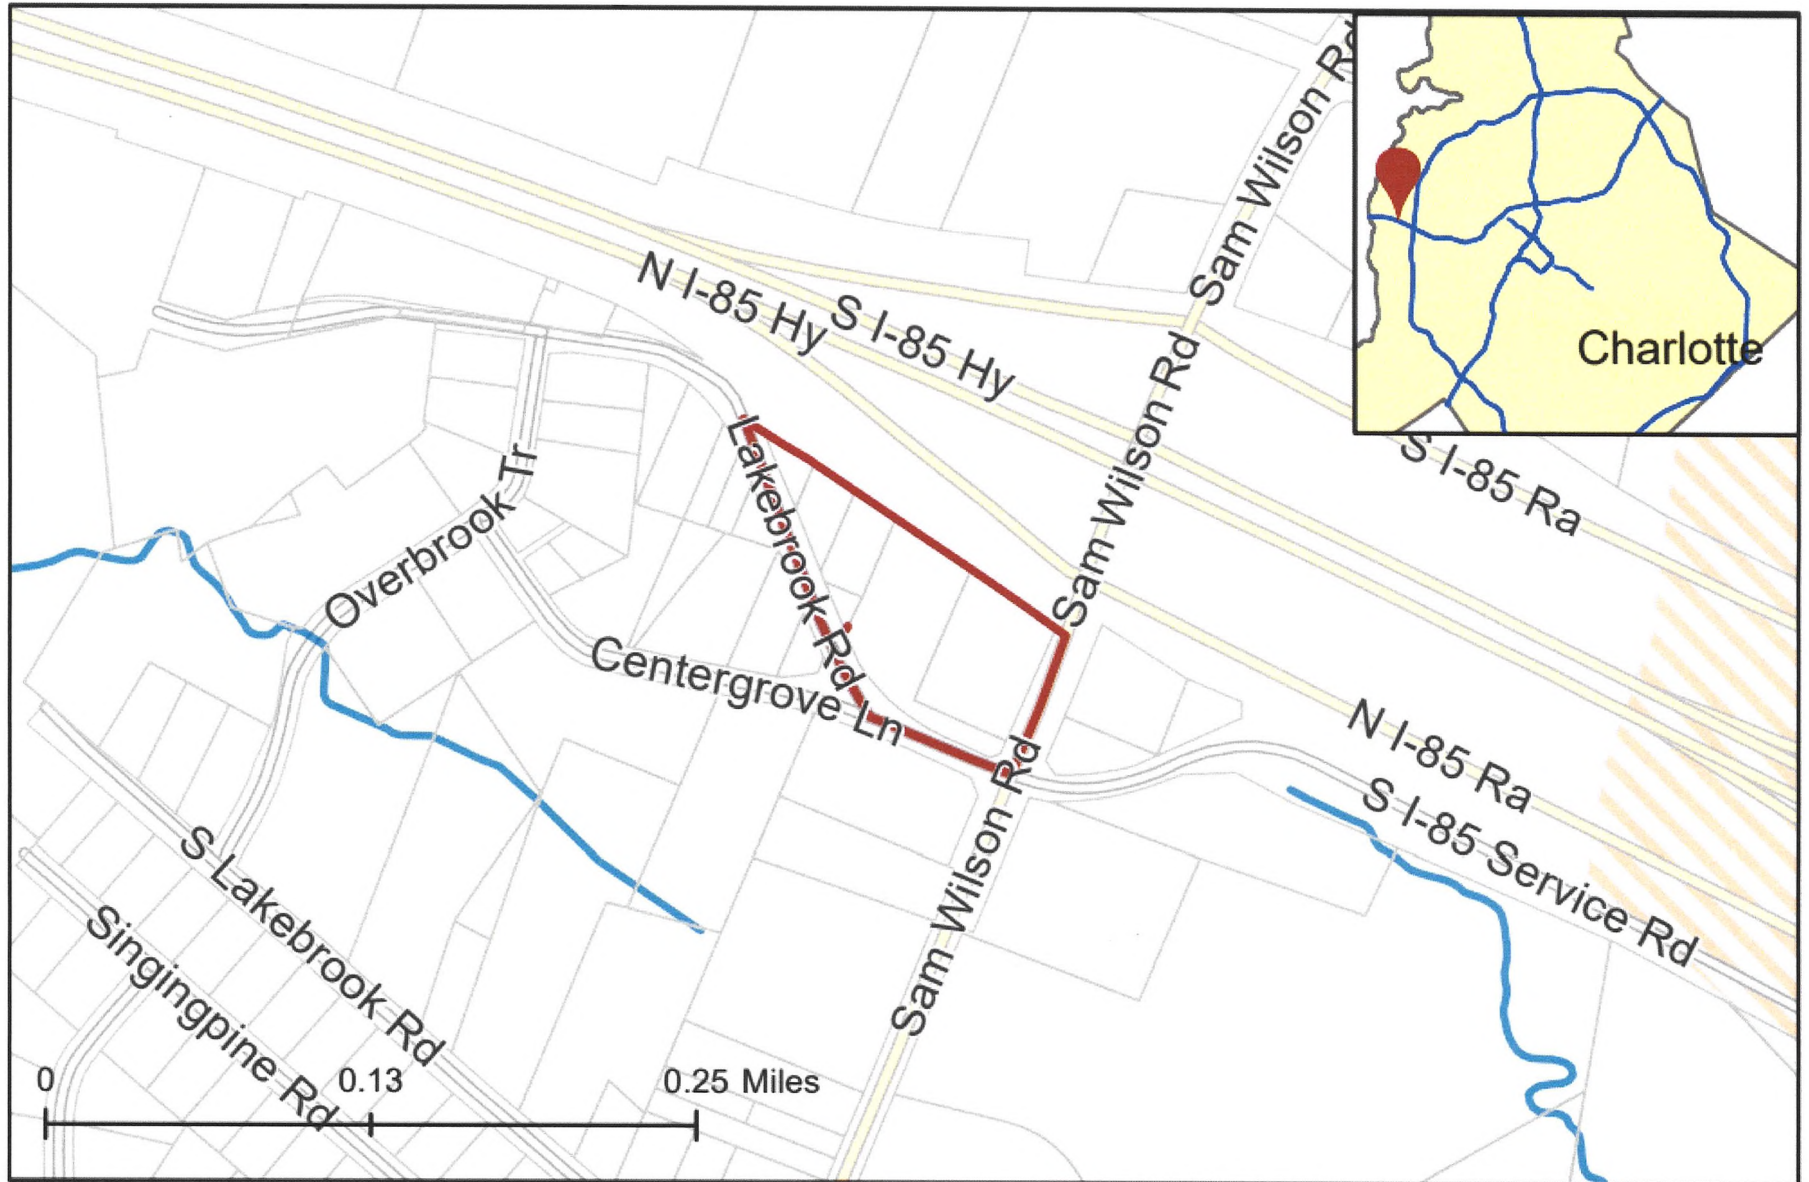 Sam Wilson Rd
Sam Wilson Rd
N I-85 Hy
S I-85 Hy
Charlotte
Sam Wilson Rd
S I-85 Ra
Lakebrook Rd
Overbrook Tr
Centergrove Ln
N I-85 Ra
S I-85 Service Rd
Sam Wilson Rd
S Lakebrook Rd
Singingpine Rd
0
0.13
0.25 Miles